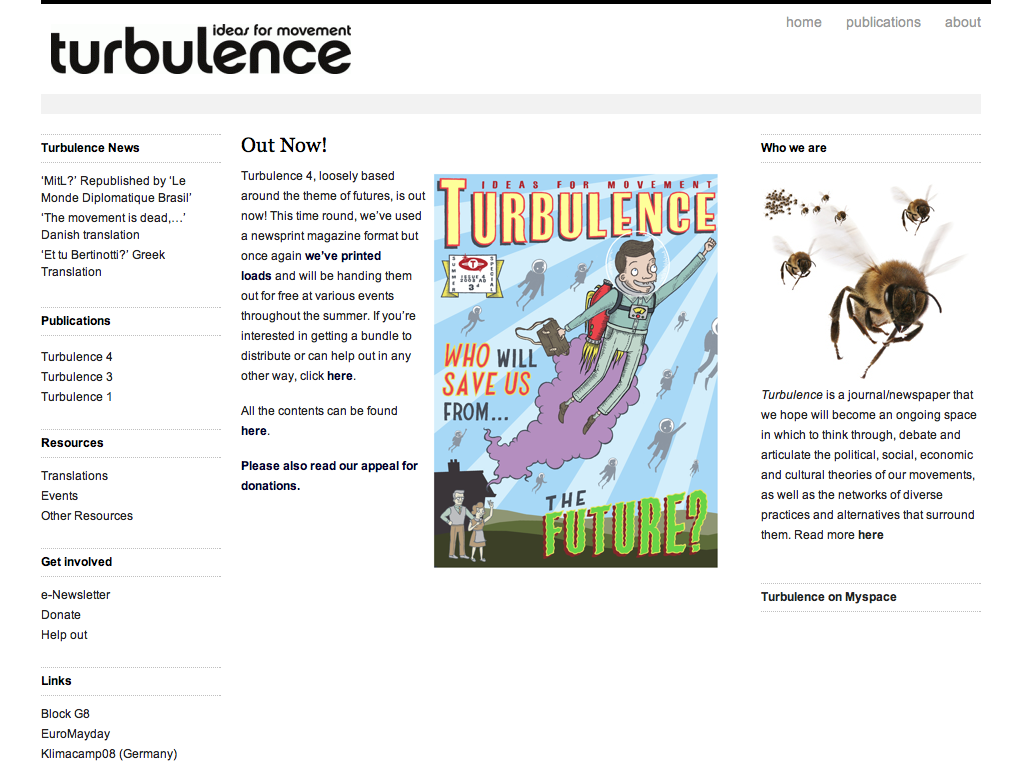 ideas for movement
turbulence
home publications about
Turbulence News
'MitL?' Republished by 'Le
Monde Diplomatique Brasil'
'The movement is dead,…'
Danish translation
'Et tu Bertinotti?' Greek
Translation
Publications
Turbulence 4
Turbulence 3
Turbulence 1
Resources
Translations
Events
Other Resources
Get involved
e-Newsletter
Donate
Help out
Links
Block G8
EuroMayday
Klimacamp08 (Germany)
Out Now!
Turbulence 4, loosely based
around the theme of futures, is out
now! This time round, we've used
a newsprint magazine format but
once again we've printed
loads and will be handing them
out for free at various events
throughout the summer. If you're
interested in getting a bundle to
distribute or can help out in any
other way, click here.
All the contents can be found
here.
Please also read our appeal for
donations.
IDEAS FOR MOVEMENT
TURBULENCE
SUMMER
T
ISSUE 4
2008 AD
SPECIAL
WHO WILL
SAVE US
FROM...
THE
FUTURE?
Who we are
Turbulence is a journal/newspaper that
we hope will become an ongoing space
in which to think through, debate and
articulate the political, social, economic
and cultural theories of our movements,
as well as the networks of diverse
practices and alternatives that surround
them. Read more here
Turbulence on Myspace